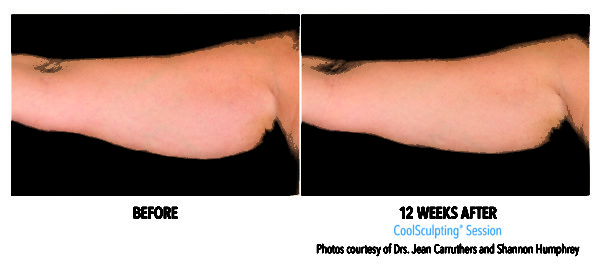 BEFORE
12 WEEKS AFTER
CoolSculpting® Session
Photos courtesy of Drs. Jean Carruthers and Shannon Humphrey